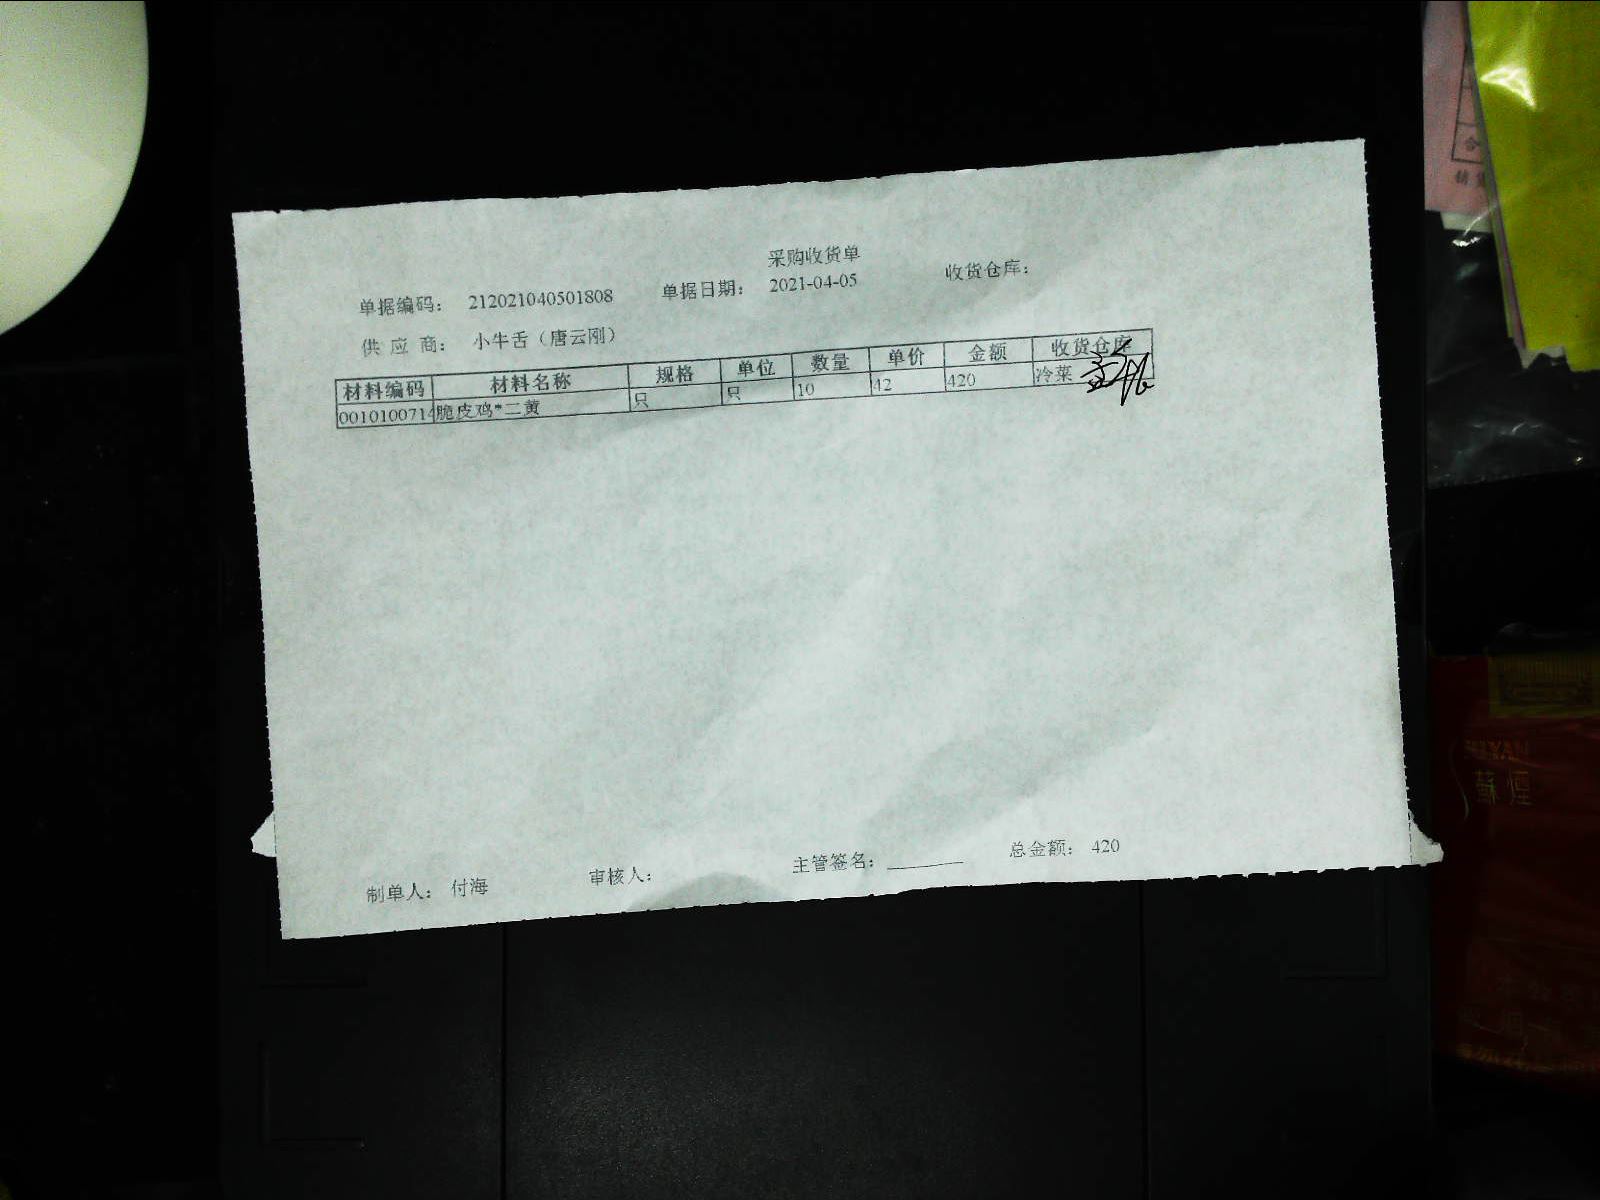 采购收货单
单据编码: 212021040501808 单据日期: 2021-04-05 收货仓库:
供 应 商: 小牛舌（唐云刚）
材料编码 材料名称 规格 单位 数量 单价 金额 收货仓库
0010100714 脆皮鸡*二黄 只 只 10 42 420 冷菜
制单人: 付海 审核人: 主管签名: 总金额: 420
合
蘇煙